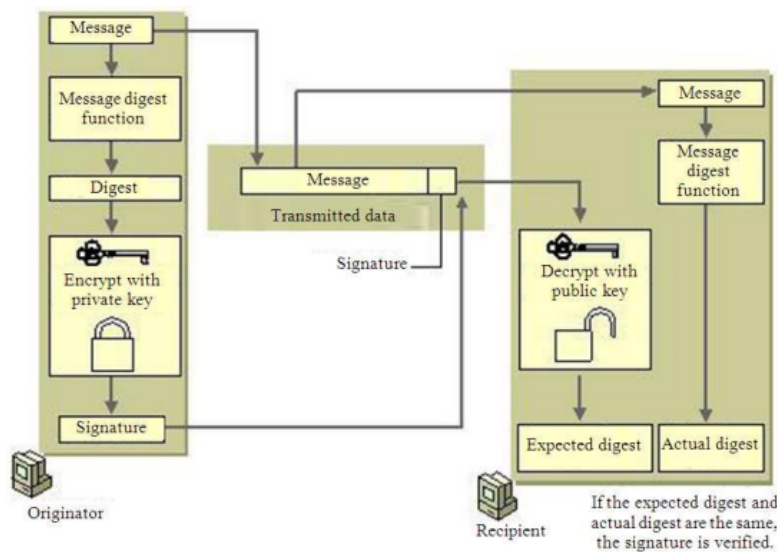 Message
Message digest
function
Digest
Encrypt with
private key
Signature
Originator
Message
Transmitted data
Signature
Message
Message
digest
function
Decrypt with
public key
Expected digest
Actual digest
Recipient
If the expected digest and
actual digest are the same,
the signature is verified.